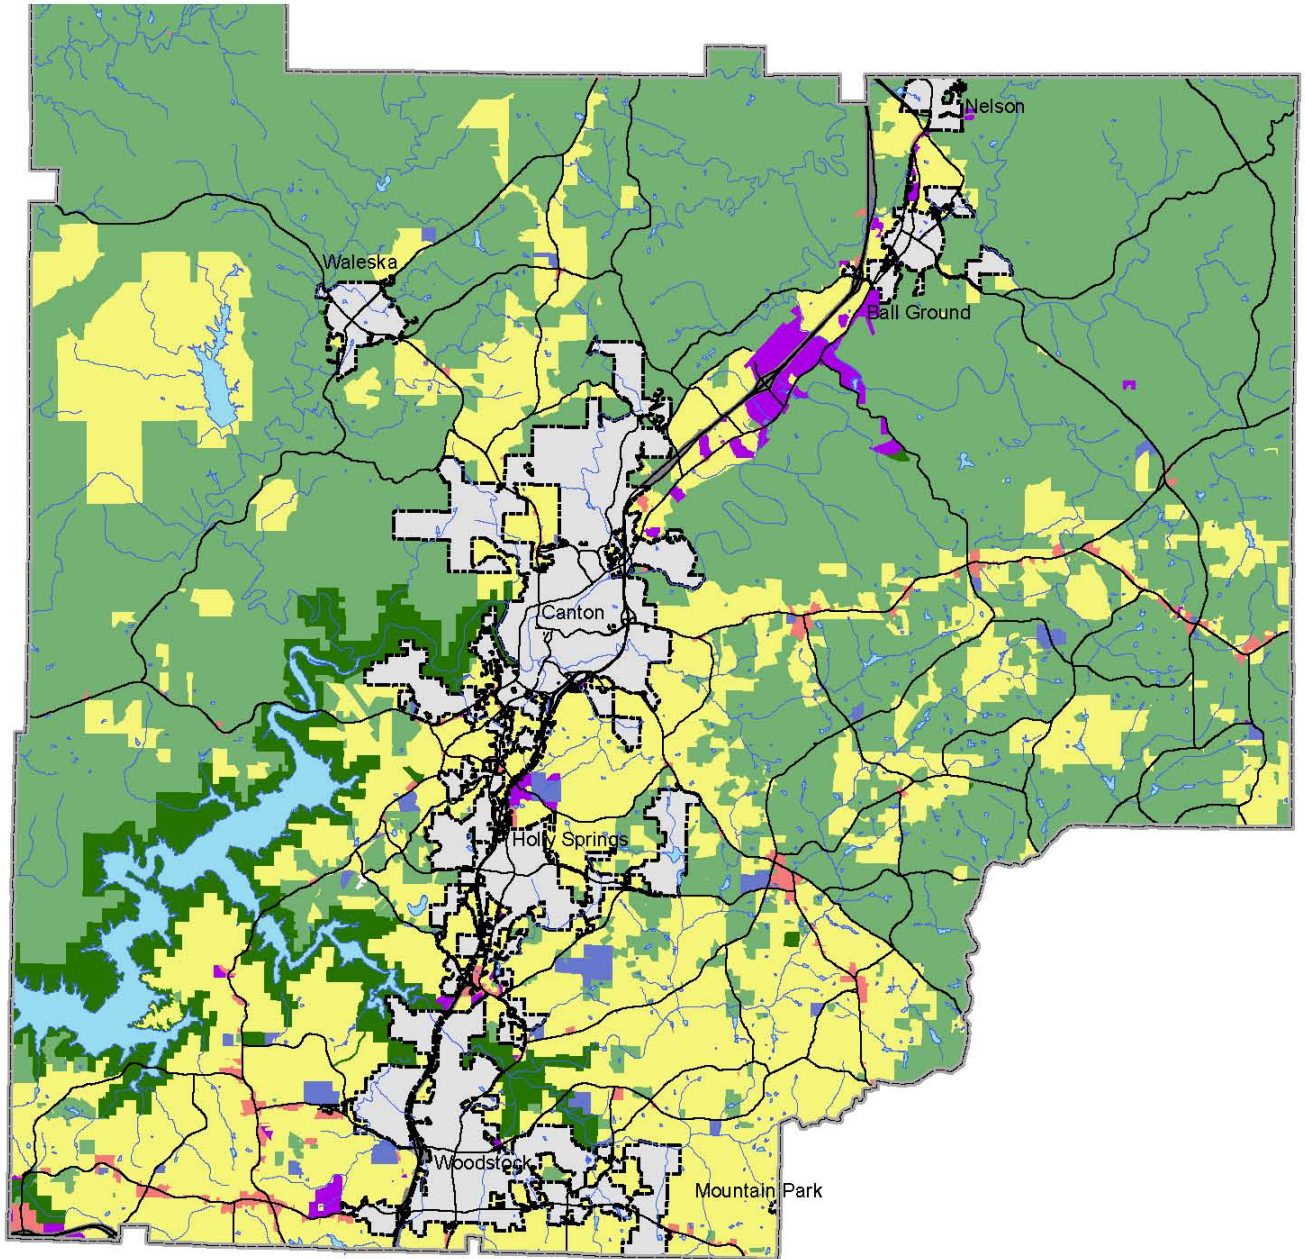 Nelson
Waleska
Ball Ground
Canton
Holly Springs
Woodstock
Mountain Park